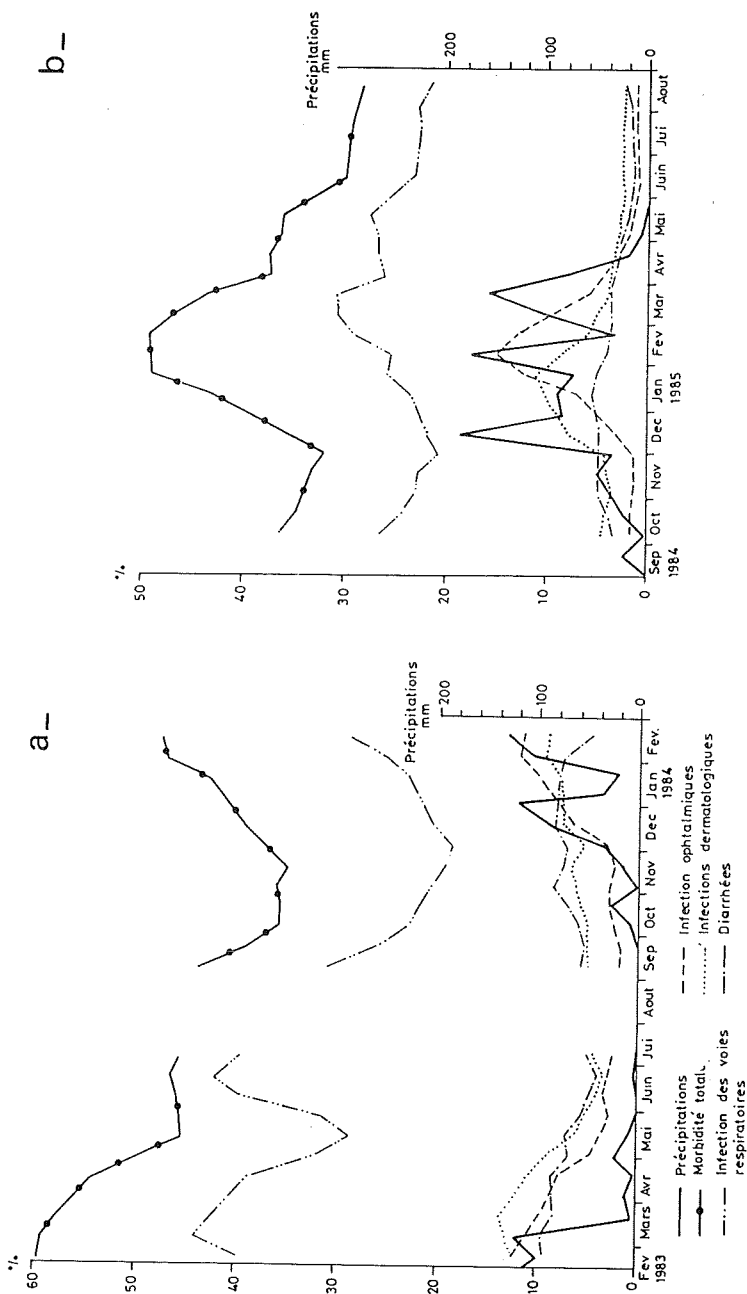 a_
%
60
50
40
30
20
10
0
Précipitations
mm
200
100
0
Fev Mars Avr Mai Juin Jui Aout Sep Oct Nov Dec Jan Fev.
1983 1984
Précipitations
Morbidité totale
Infection des voies
respiratoires
Infection ophtalmiques
Infections dermatologiques
Diarrhées
b_
%
50
40
30
20
10
0
Précipitations
mm
200
100
0
Sep Oct Nov Dec Jan Fev Mar Avr Mai Juin Jui Aout
1984 1985